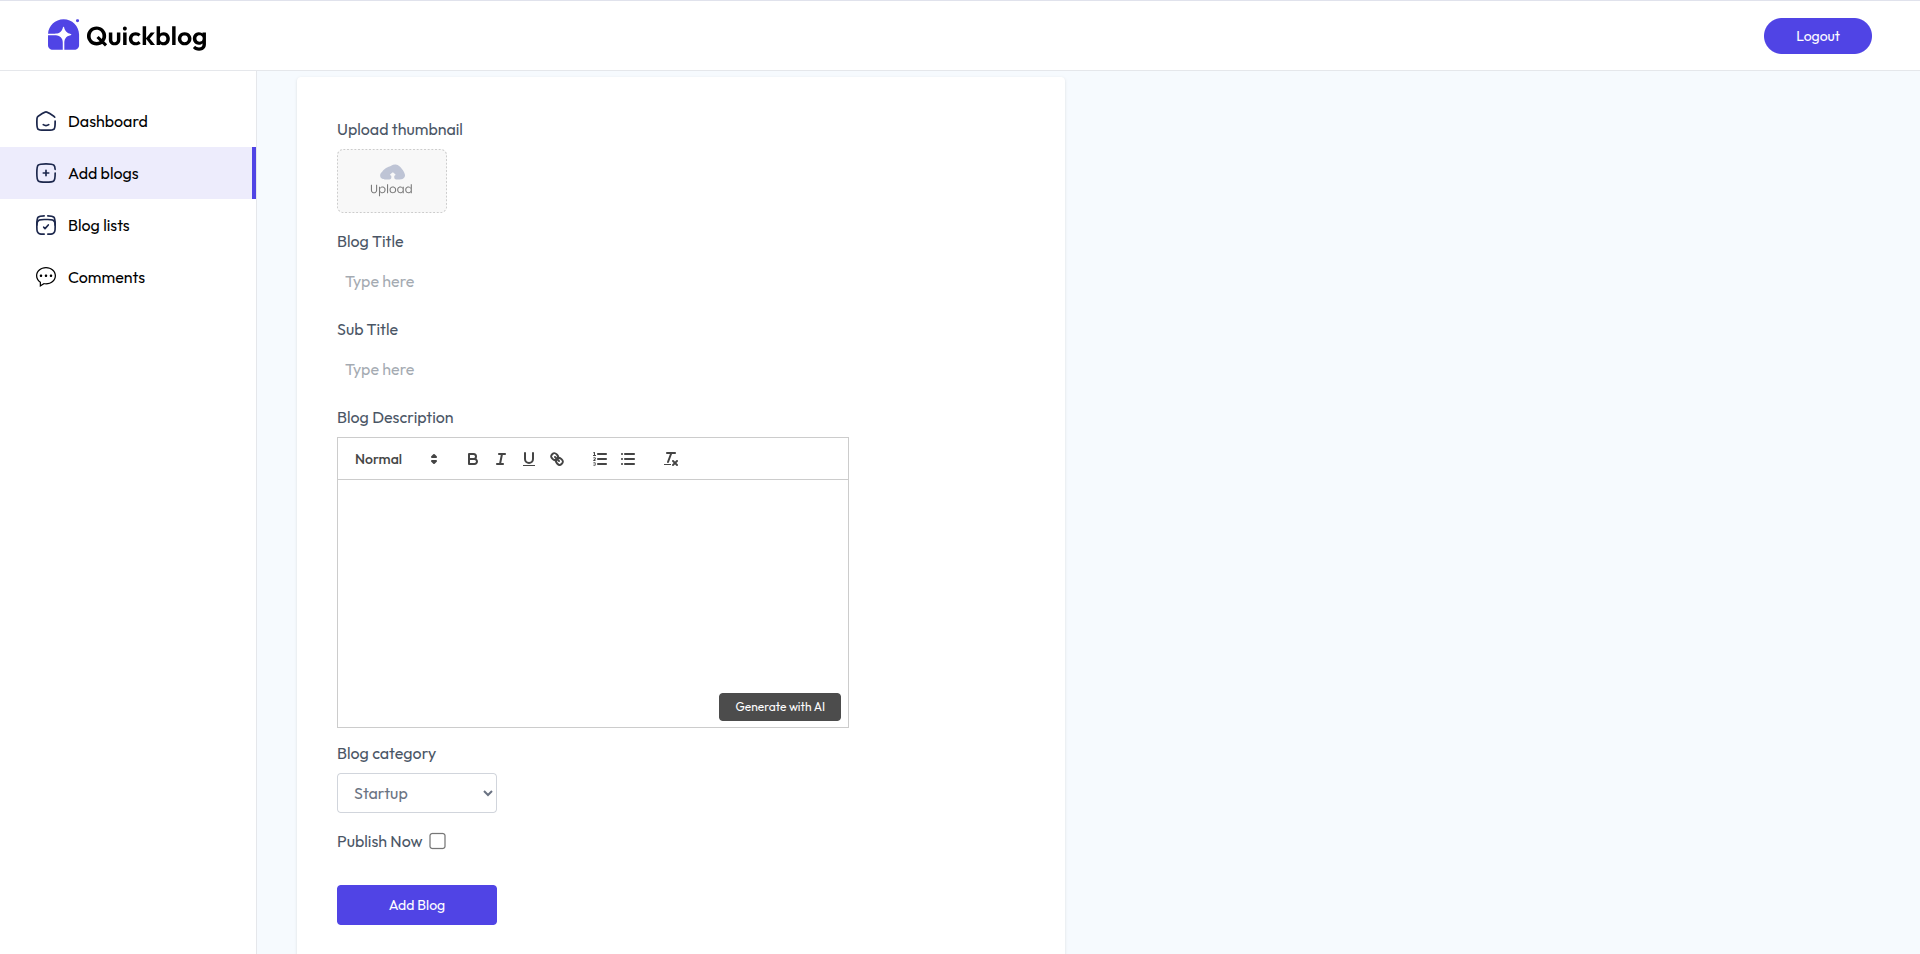 Quickblog
Logout
Dashboard
Add blogs
Blog lists
Comments
Upload thumbnail
Upload
Blog Title
Type here
Sub Title
Type here
Blog Description
Normal
Generate with AI
Blog category
Startup
Publish Now
Add Blog